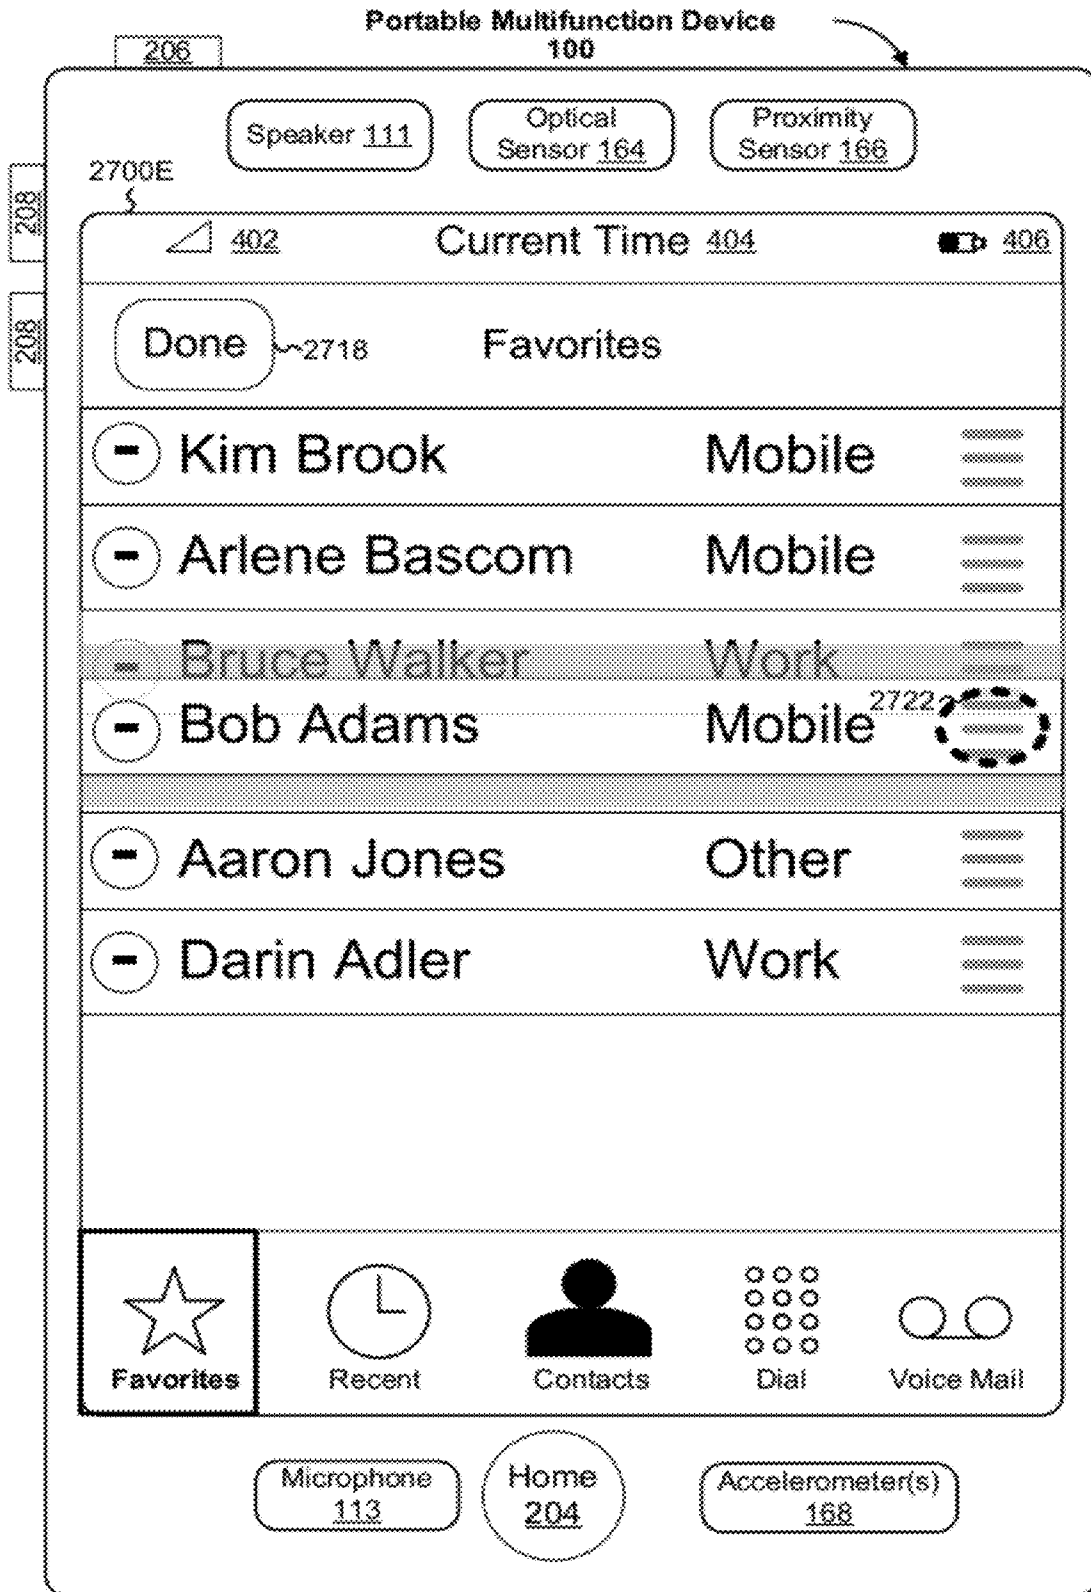 Portable Multifunction Device
100
206
Speaker 111
Optical
Sensor 164
Proximity
Sensor 166
208
208
2700E
402
Current Time 404
406
Done
2718
Favorites
Kim Brook
Mobile
Arlene Bascom
Mobile
Bruce Walker
Work
Bob Adams
Mobile
2722
Aaron Jones
Other
Darin Adler
Work
Favorites
Recent
Contacts
Dial
Voice Mail
Microphone
113
Home
204
Accelerometer(s)
168